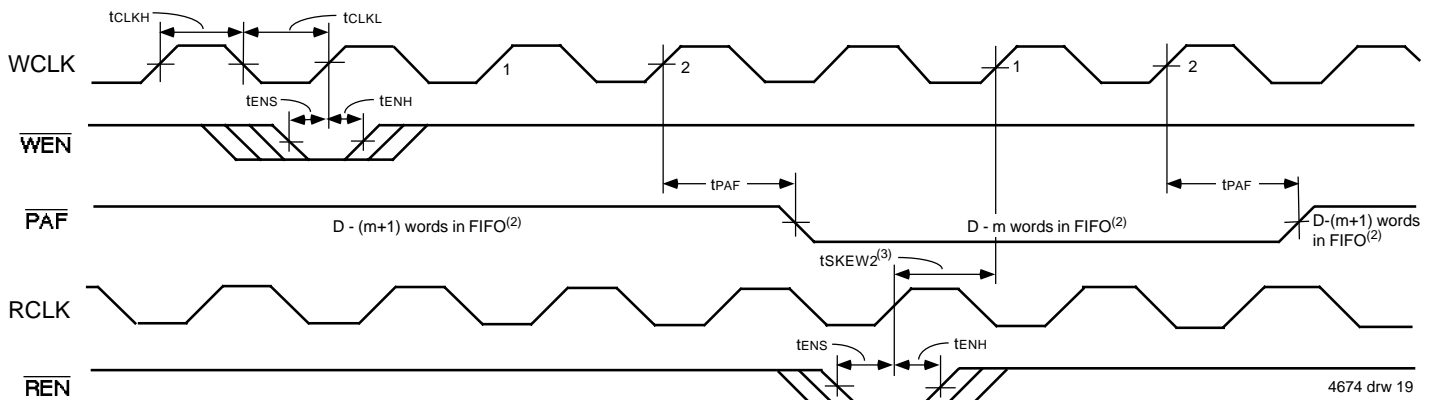 tCLKH tCLKL
WCLK 1 2 1 2
tENS tENH
WEN
tPAF tPAF
PAF
D - (m+1) words in FIFO(2) D - m words in FIFO(2) D-(m+1) words
in FIFO(2)
tSKEW2(3)
RCLK
tENS tENH
REN
4674 drw 19